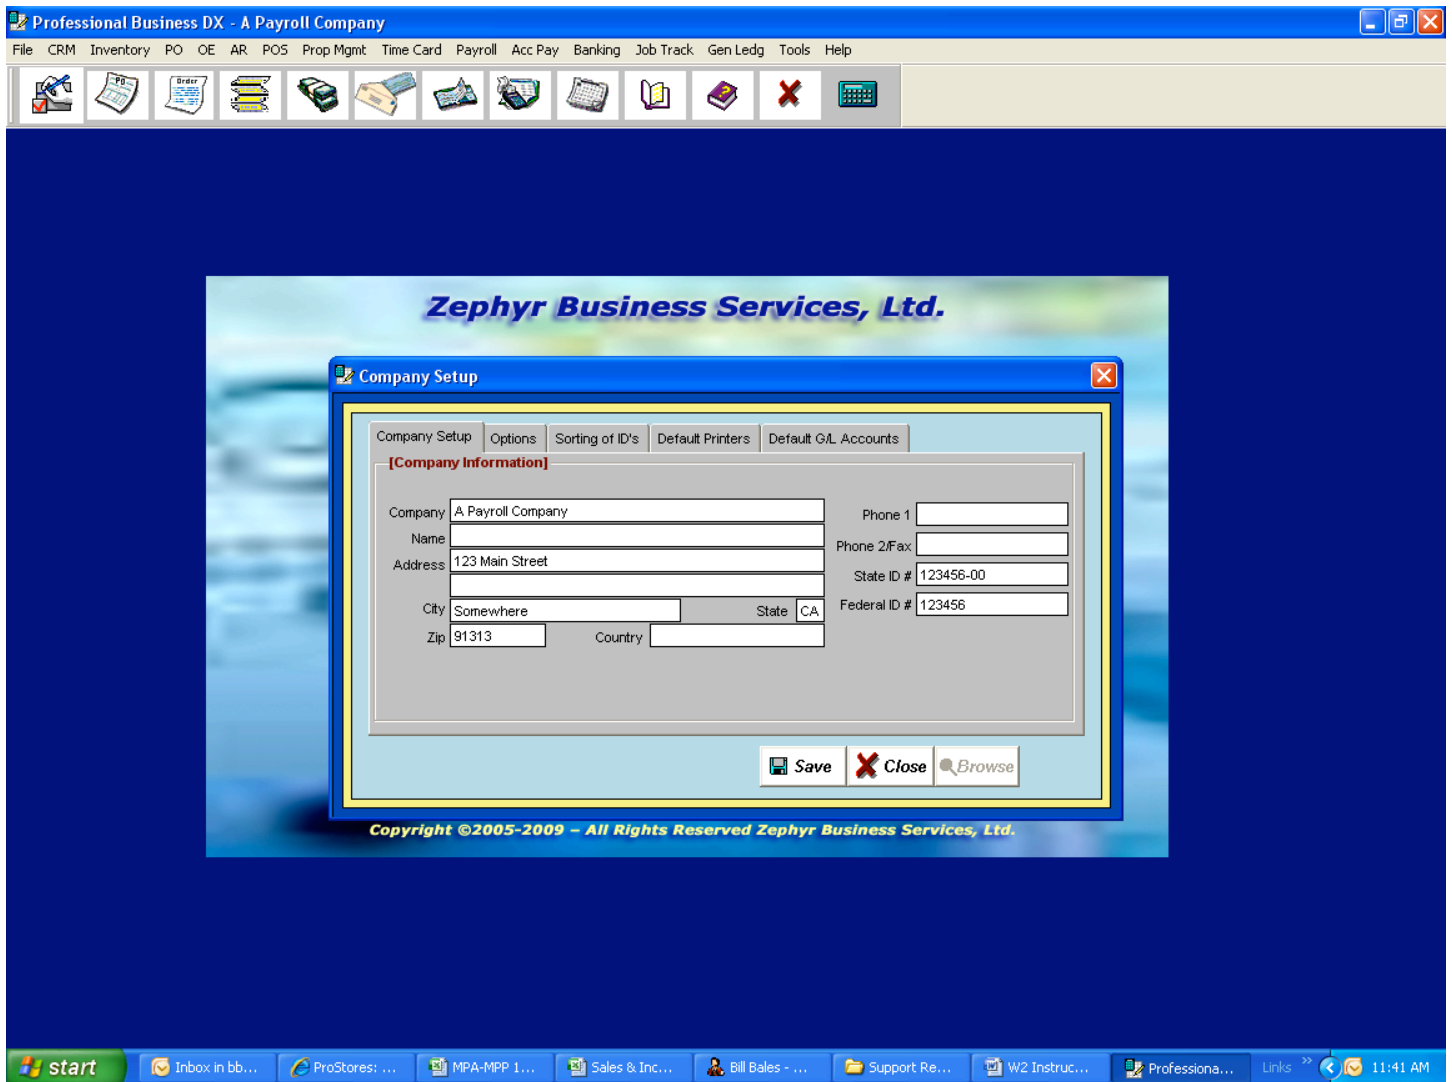 Professional Business DX - A Payroll Company
File CRM Inventory PO OE AR POS Prop Mgmt Time Card Payroll Acc Pay Banking Job Track Gen Ledg Tools Help
PO
Order
Zephyr Business Services, Ltd.
Company Setup
Company Setup Options Sorting of ID's Default Printers Default G/L Accounts
[Company Information]
Company A Payroll Company Phone 1
Name Phone 2/Fax
Address 123 Main Street State ID # 123456-00
City Somewhere State CA Federal ID # 123456
Zip 91313 Country
Save Close Browse
Copyright ©2005-2009 – All Rights Reserved Zephyr Business Services, Ltd.
start Inbox in bb... ProStores: ... MPA-MPP 1... Sales & Inc... Bill Bales - ... Support Re... W2 Instruc... Professiona... Links » 11:41 AM